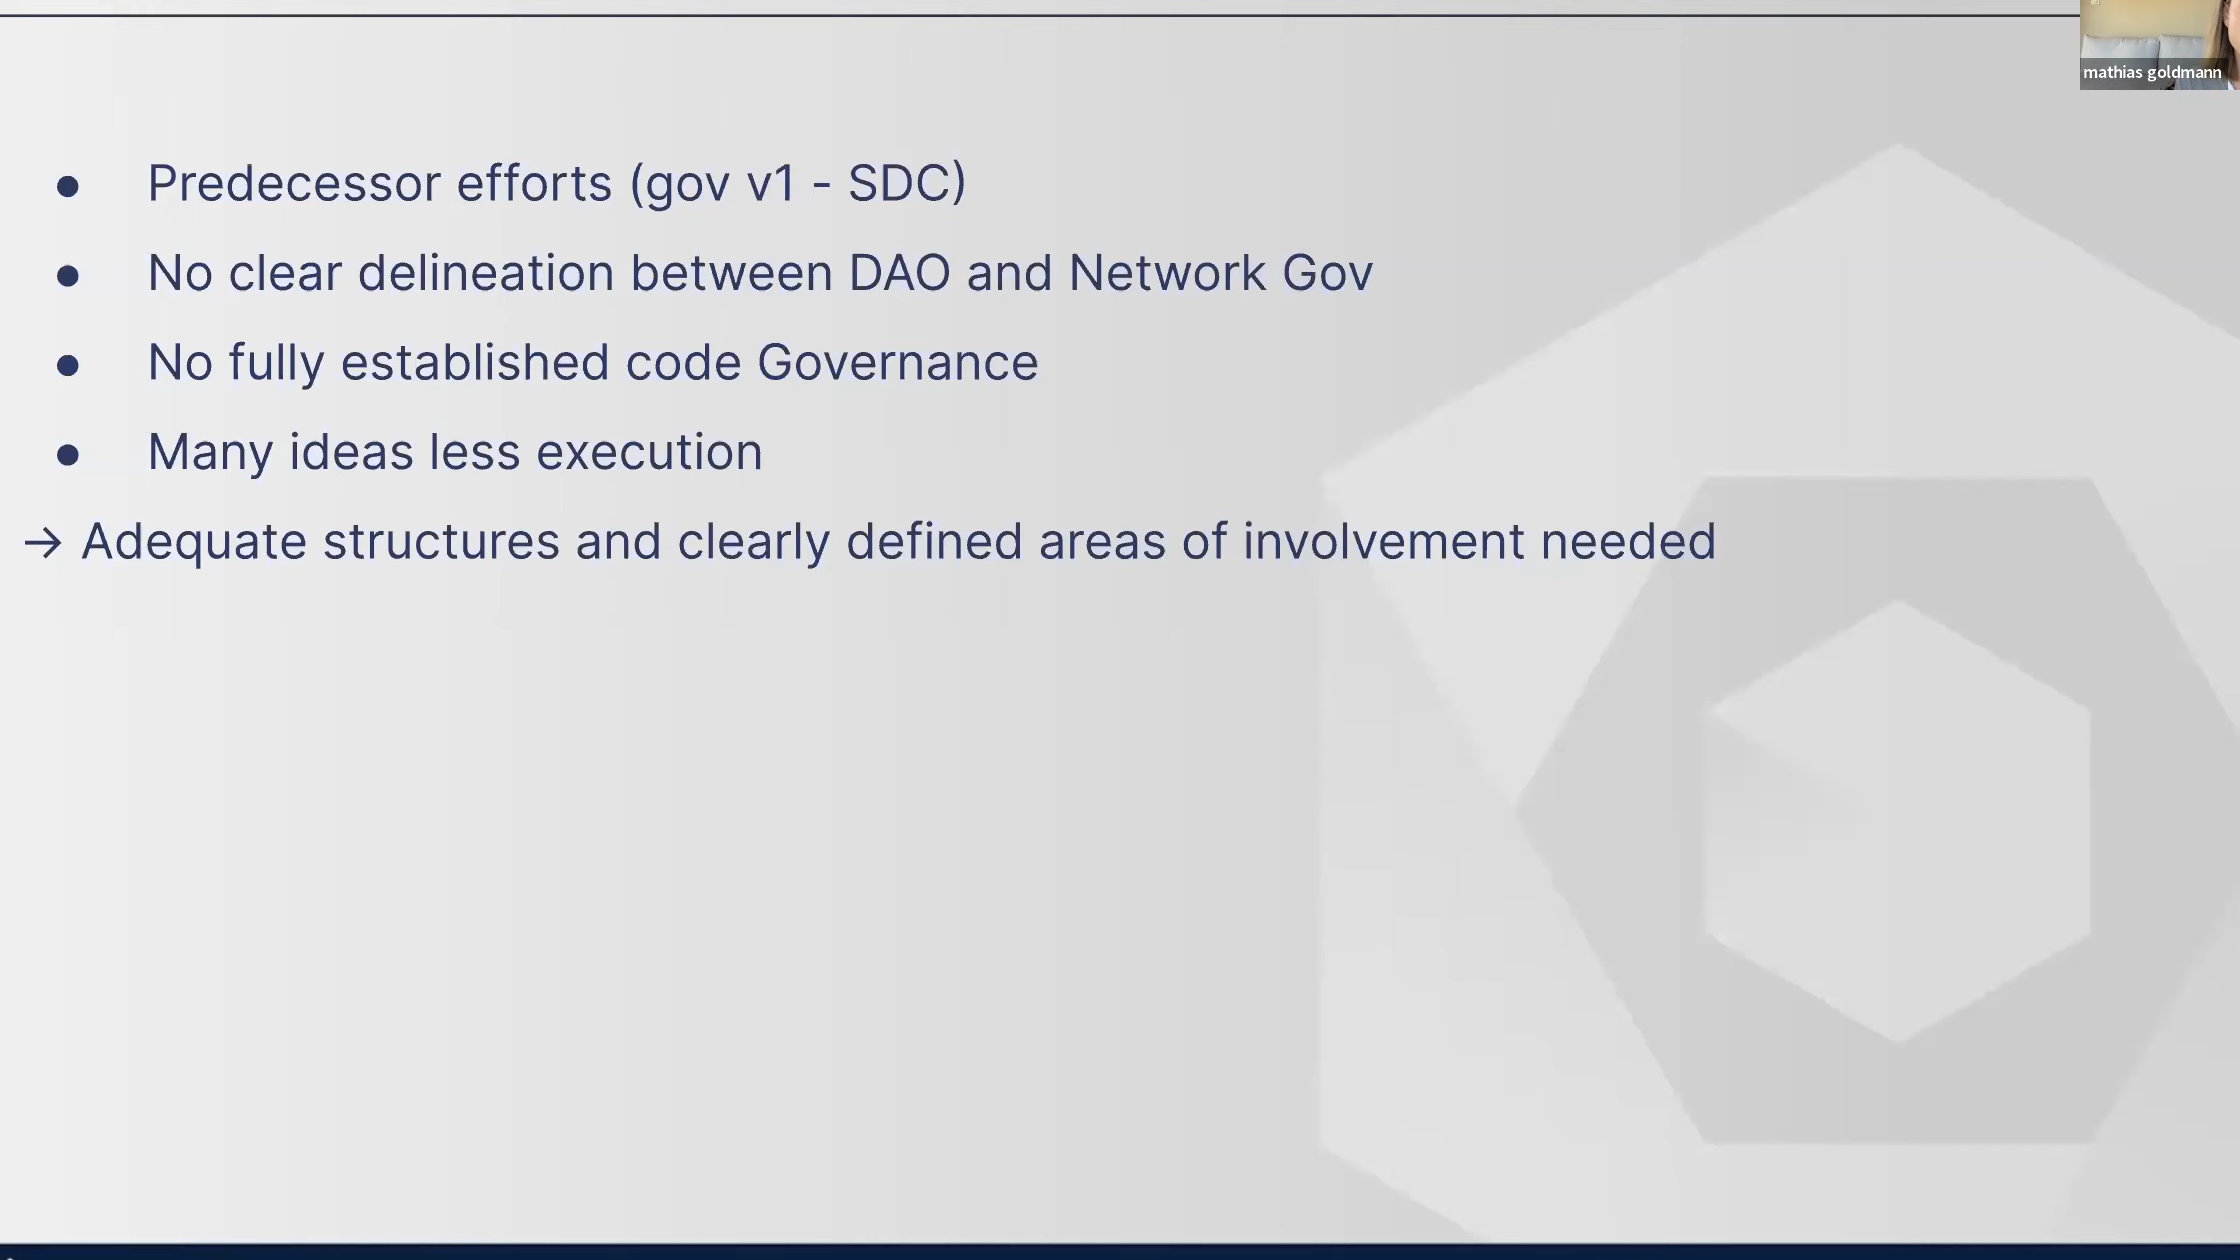 mathias goldmann
● Predecessor efforts (gov v1 - SDC)
● No clear delineation between DAO and Network Gov
● No fully established code Governance
● Many ideas less execution
→ Adequate structures and clearly defined areas of involvement needed